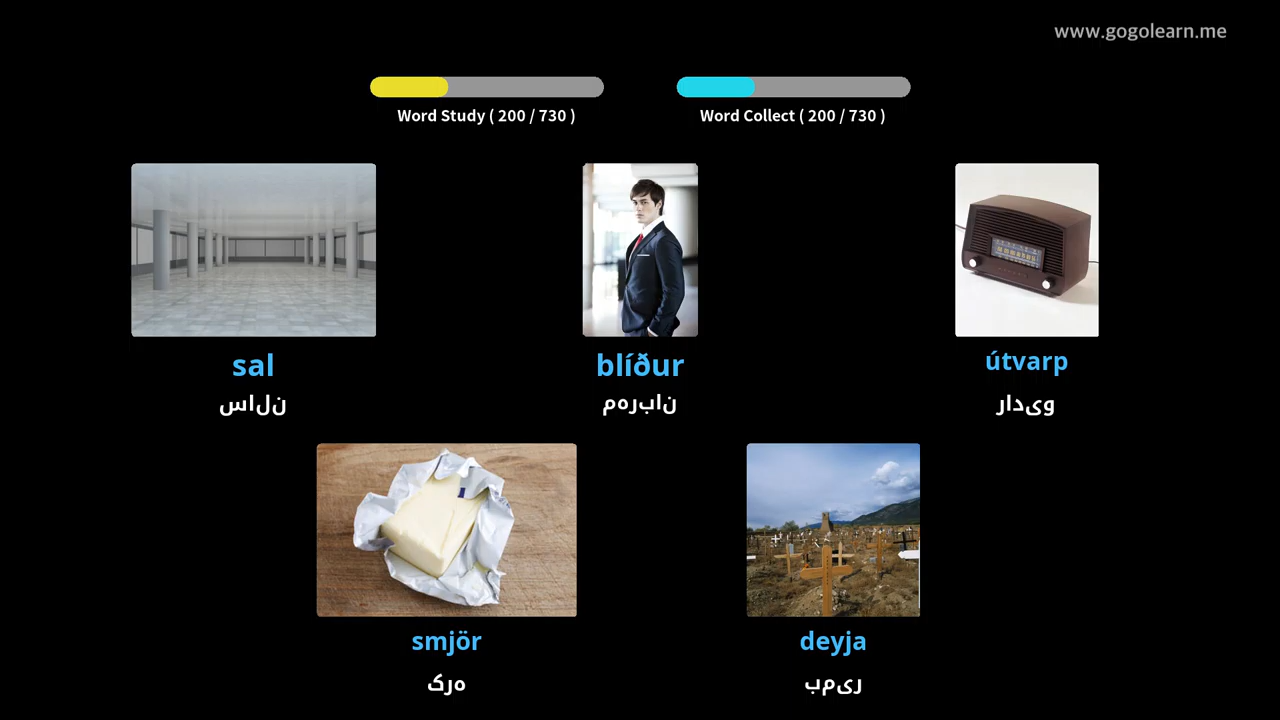 www.gogolearn.me
Word Study ( 200 / 730 )
Word Collect ( 200 / 730 )
sal
blíður
útvarp
نلاس
نابرهم
ویدار
smjör
deyja
هرک
ریمب